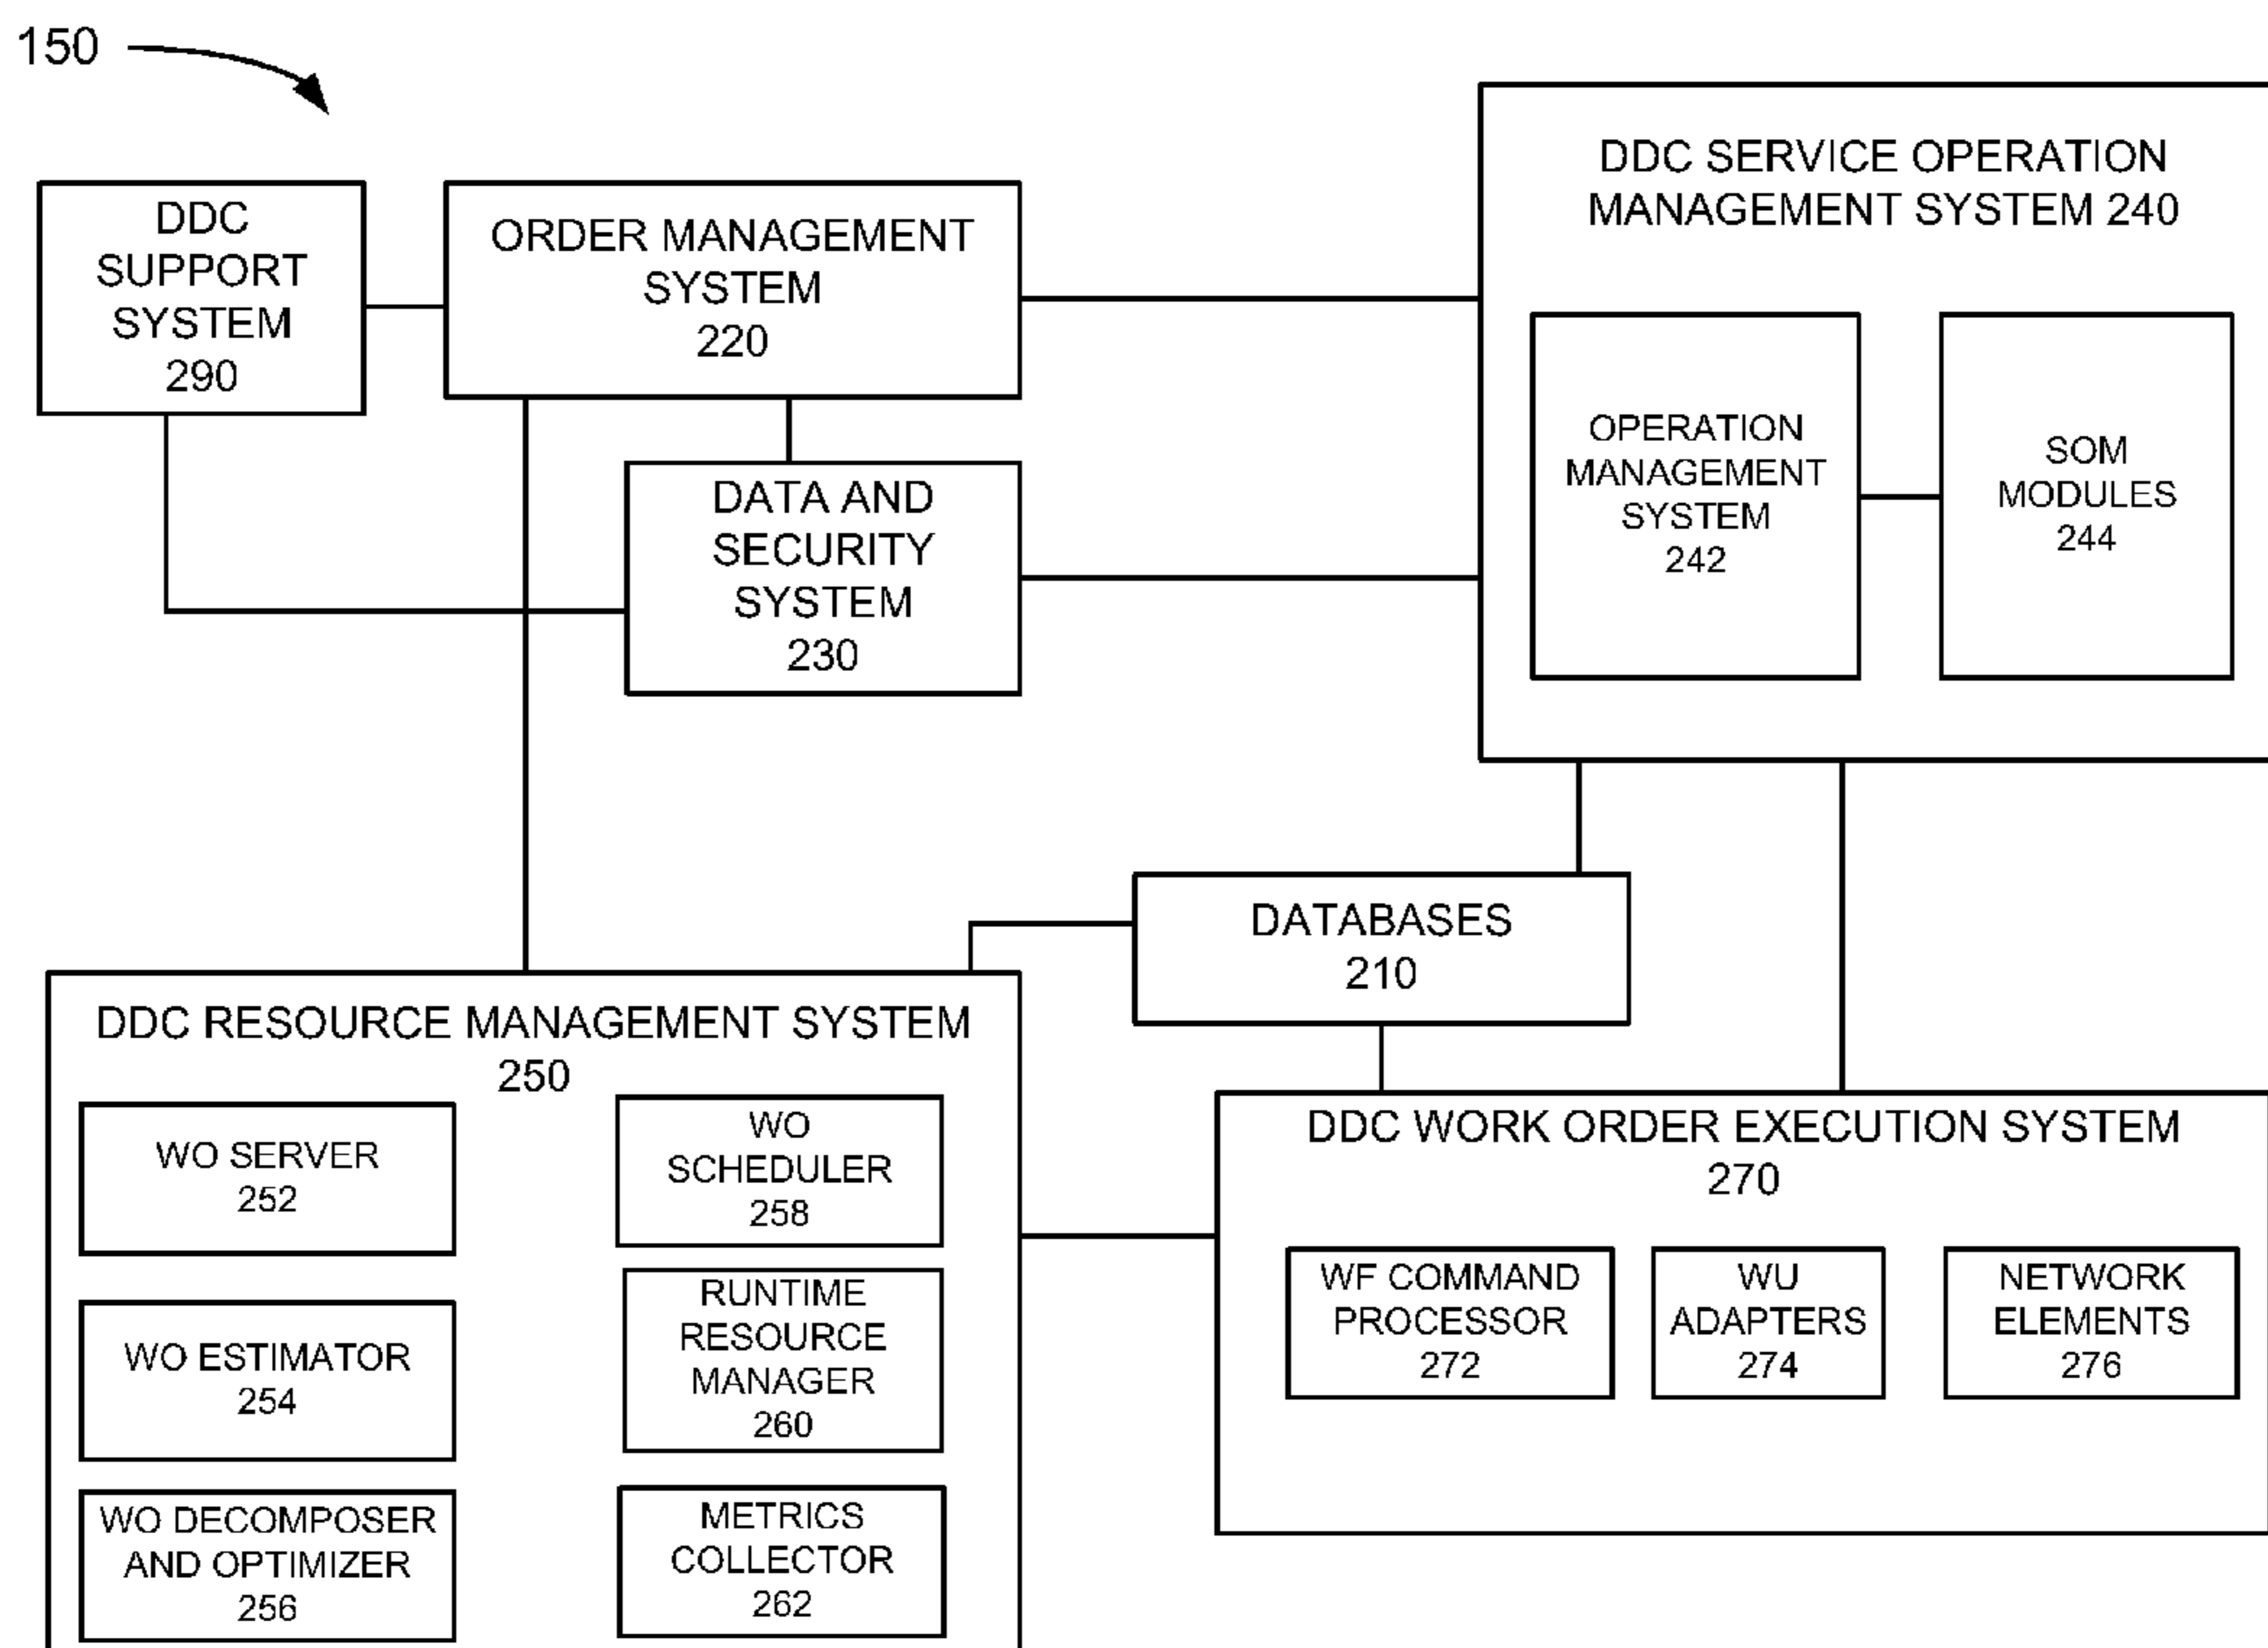 150
DDC
SUPPORT
SYSTEM
290
ORDER MANAGEMENT
SYSTEM
220
DATA AND
SECURITY
SYSTEM
230
DDC SERVICE OPERATION
MANAGEMENT SYSTEM 240
OPERATION
MANAGEMENT
SYSTEM
242
SOM
MODULES
244
DATABASES
210
DDC RESOURCE MANAGEMENT SYSTEM
250
WO SERVER
252
WO ESTIMATOR
254
WO DECOMPOSER
AND OPTIMIZER
256
WO
SCHEDULER
258
RUNTIME
RESOURCE
MANAGER
260
METRICS
COLLECTOR
262
DDC WORK ORDER EXECUTION SYSTEM
270
WF COMMAND
PROCESSOR
272
WU
ADAPTERS
274
NETWORK
ELEMENTS
276